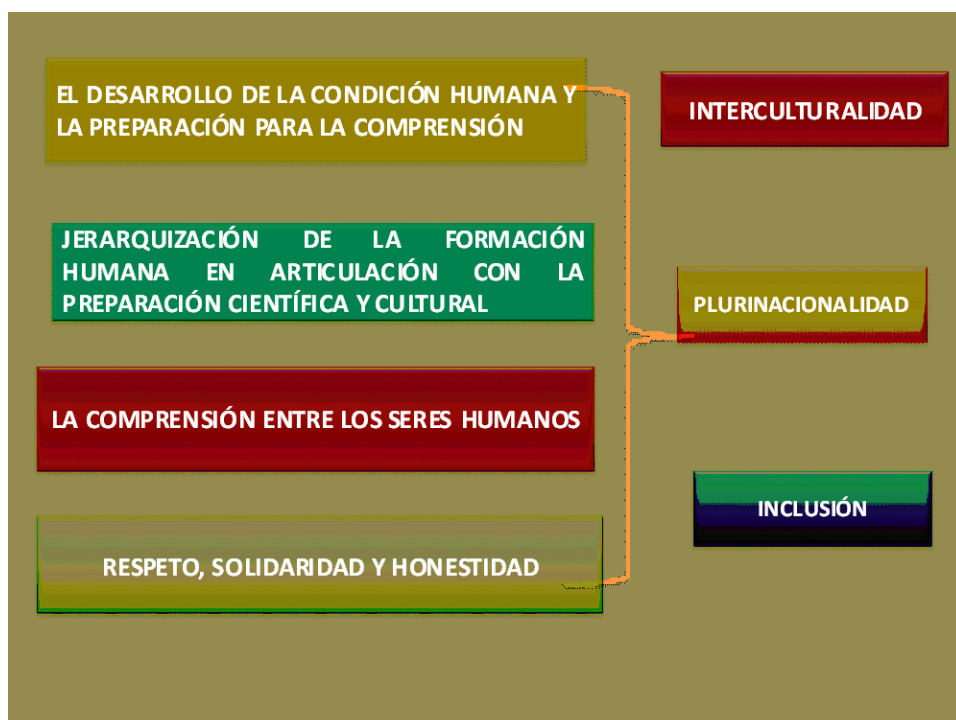 EL DESARROLLO DE LA CONDICIÓN HUMANA Y
LA PREPARACIÓN PARA LA COMPRENSIÓN
JERARQUIZACIÓN DE LA FORMACIÓN
HUMANA EN ARTICULACIÓN CON LA
PREPARACIÓN CIENTÍFICA Y CULTURAL
LA COMPRENSIÓN ENTRE LOS SERES HUMANOS
RESPETO, SOLIDARIDAD Y HONESTIDAD
INTERCULTURALIDAD
PLURINACIONALIDAD
INCLUSIÓN